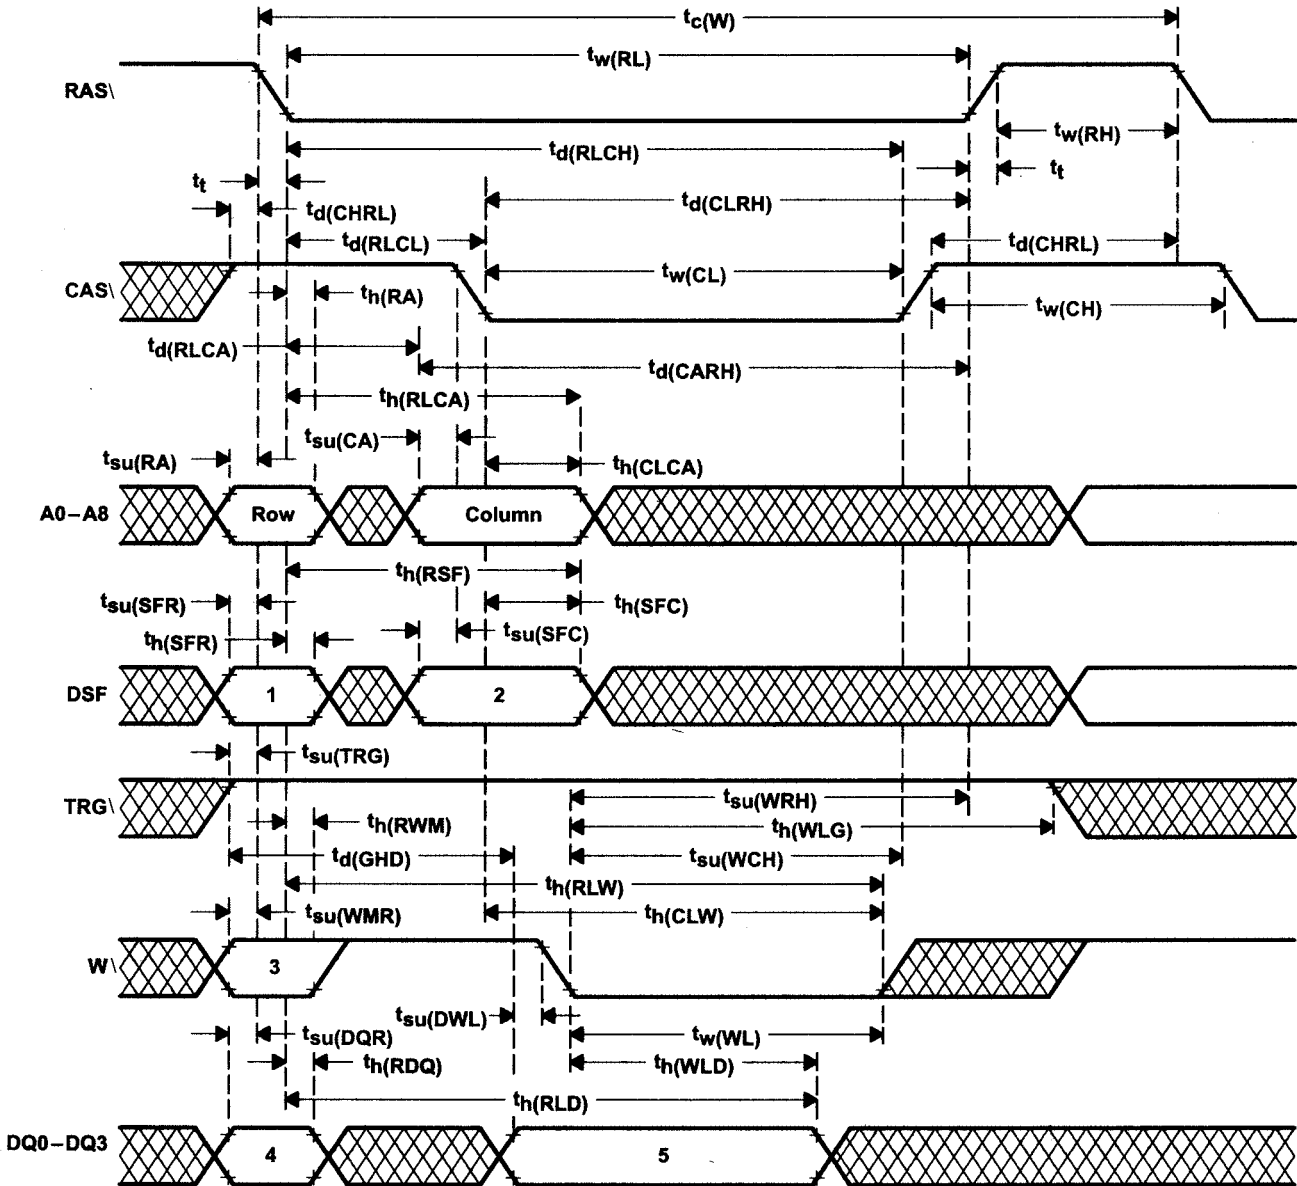 tc(W)
tw(RL)
RAS\
tw(RH)
td(RLCH)
tt
tt
td(CHRL)
td(CLRH)
td(RLCL)
td(CHRL)
CAS\
th(RA)
tw(CL)
tw(CH)
td(RLCA)
td(CARH)
th(RLCA)
tsu(CA)
tsu(RA)
th(CLCA)
A0–A8
Row
Column
th(RSF)
tsu(SFR)
th(SFC)
th(SFR)
tsu(SFC)
DSF
1
2
tsu(TRG)
TRG\
tsu(WRH)
th(RWM)
th(WLG)
td(GHD)
tsu(WCH)
th(RLW)
tsu(WMR)
th(CLW)
W\
3
tsu(DWL)
tsu(DQR)
tw(WL)
th(RDQ)
th(WLD)
th(RLD)
DQ0–DQ3
4
5